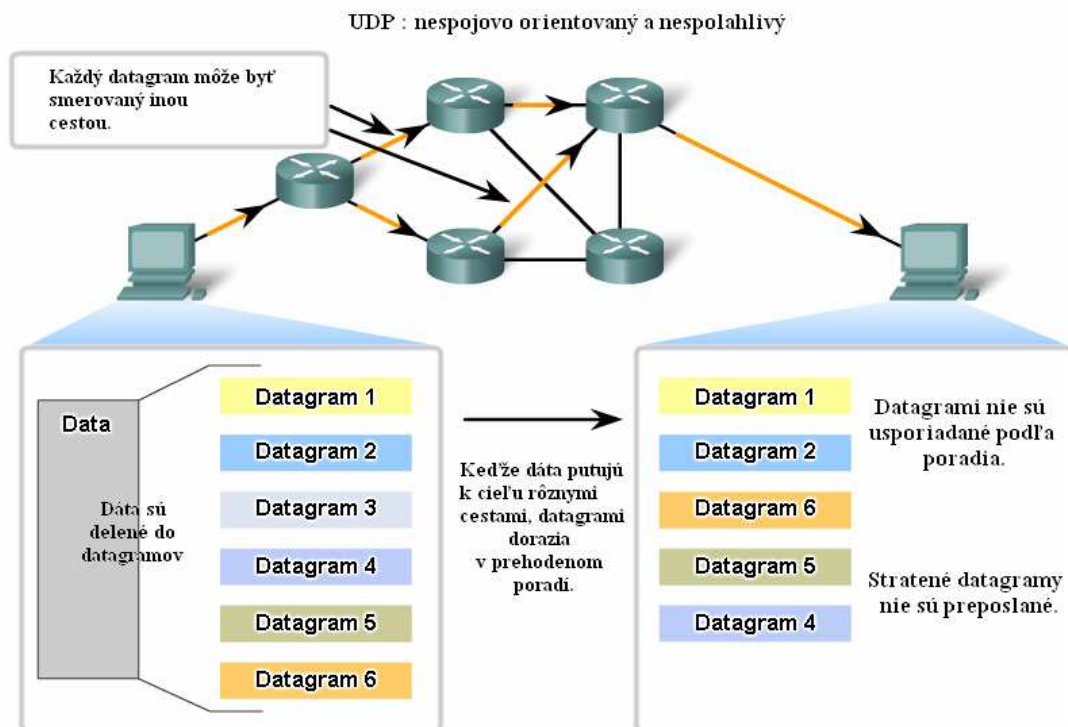 UDP : nespojovo orientovaný a nespolahlivý
Každý datagram môže byť
smerovaný inou
cestou.
Data
Dáta sú
delené do
datagramov
Datagram 1
Datagram 2
Datagram 3
Datagram 4
Datagram 5
Datagram 6
Keďže dáta putujú
k cieľu rôznymi
cestami, datagrami
dorazia
v prehodenom
poradí.
Datagram 1
Datagram 2
Datagram 6
Datagram 5
Datagram 4
Datagrami nie sú
usporiadané podľa
poradia.
Stratené datagramy
nie sú preposlané.